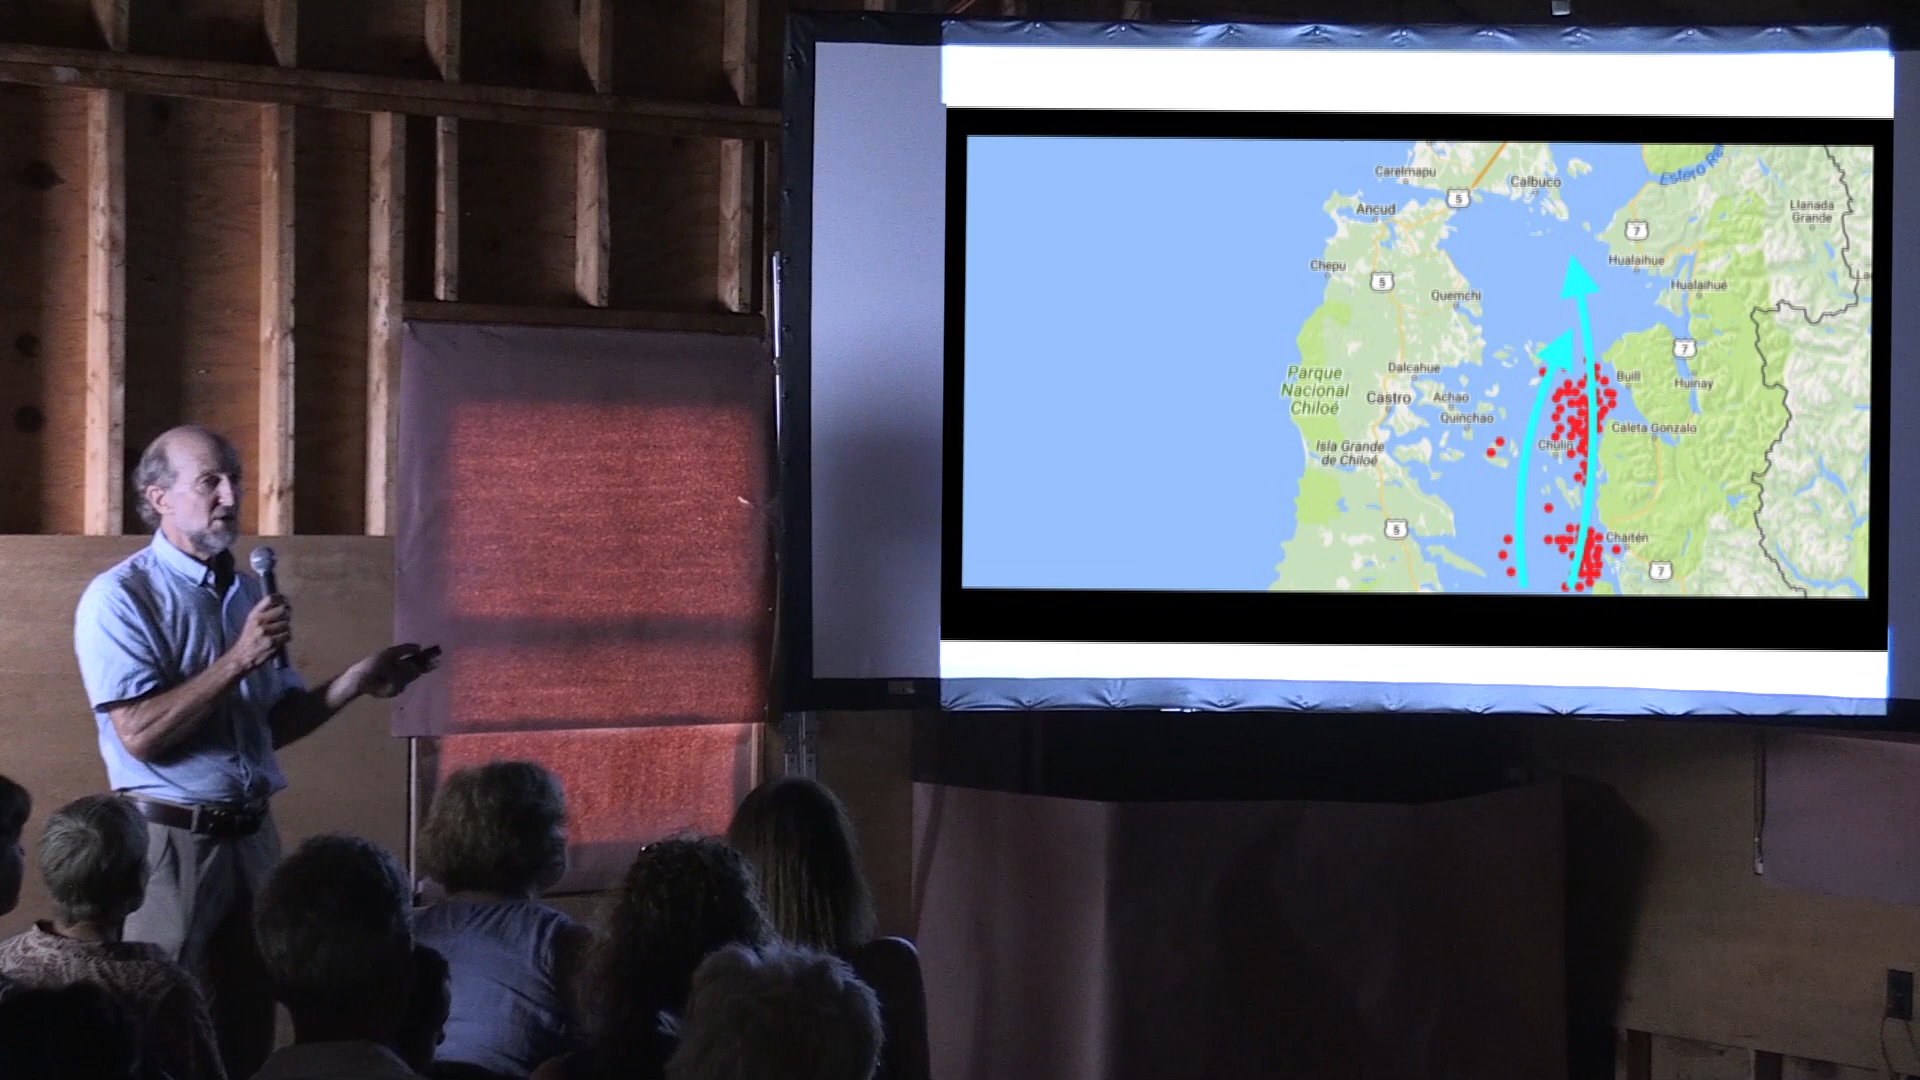 Carelmapu
Calbuco
Estero Re
5
Ancud
Llanada
Grande
7
Chepu
Hualaihue
5
Hualaihué
Quemchi
7
Dalcahue
Buill
Huinay
Parque
Nacional
Chiloé
Castro
Achao
Quinchao
Caleta Gonzalo
Isla Grande
de Chiloé
Chulin
5
Chaitén
7